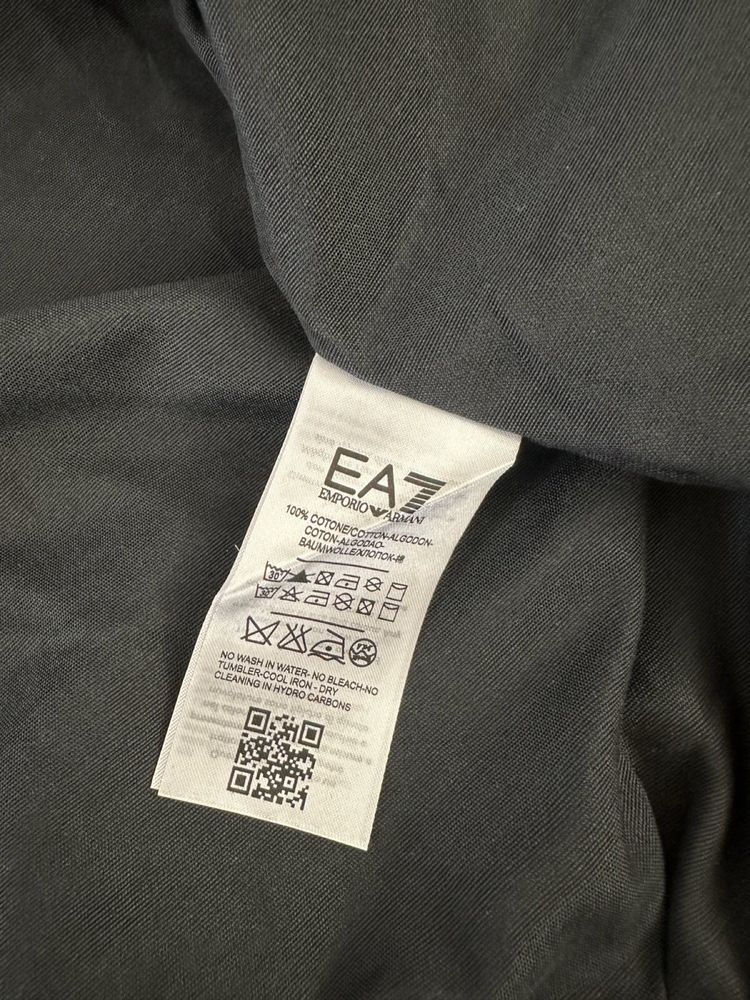 EA7
EMPORIO ARMANI
100% COTONE/COTTON-ALGODON-
COTON-ALGODAO-
BAUMWOLLE/ХЛОПОК-棉
30
30
NO WASH IN WATER- NO BLEACH-NO
TUMBLER-COOL IRON - DRY
CLEANING IN HYDRO CARBONS